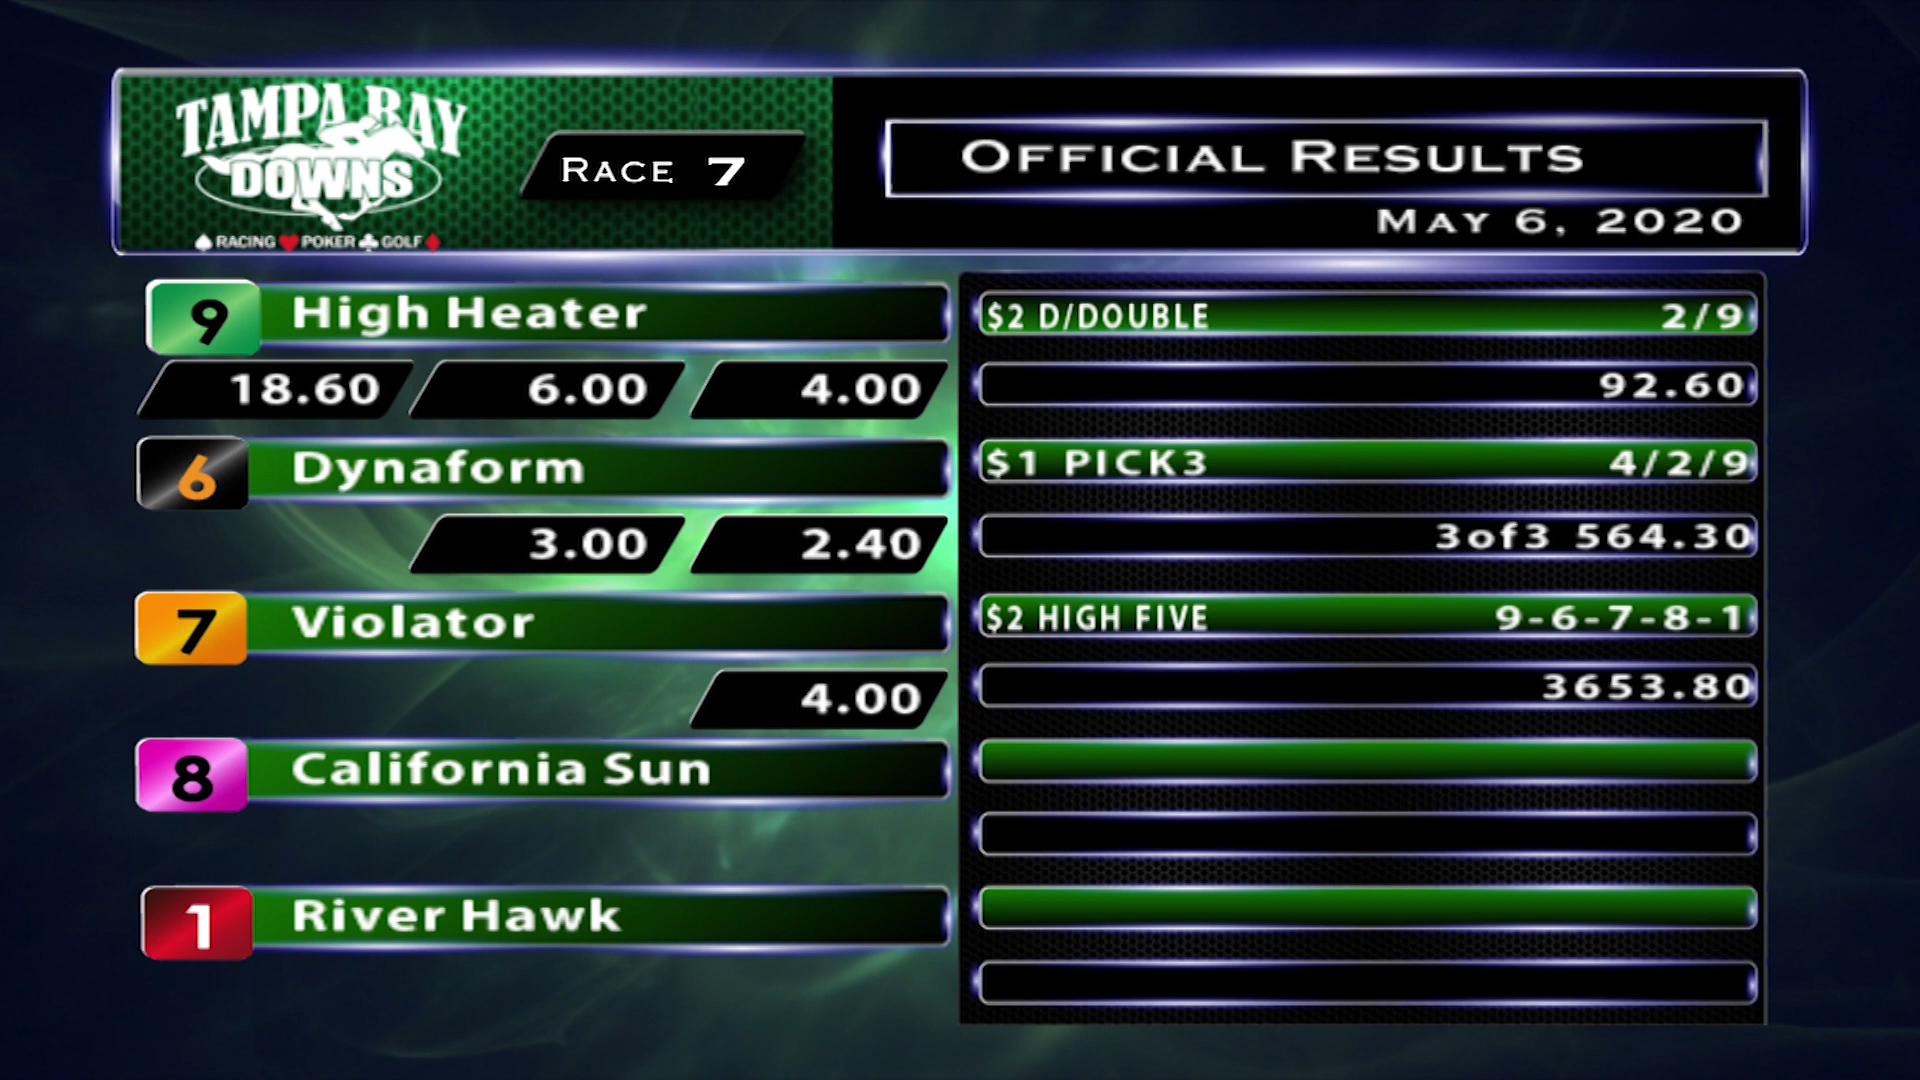 TAMPA BAY
DOWNS
RACING POKER GOLF
RACE 7
OFFICIAL RESULTS
MAY 6, 2020
9 High Heater
18.60 6.00 4.00
6 Dynaform
3.00 2.40
7 Violator
4.00
8 California Sun
1 River Hawk
$2 D/DOUBLE 2/9
92.60
$1 PICK3 4/2/9
3of3 564.30
$2 HIGH FIVE 9-6-7-8-1
3653.80